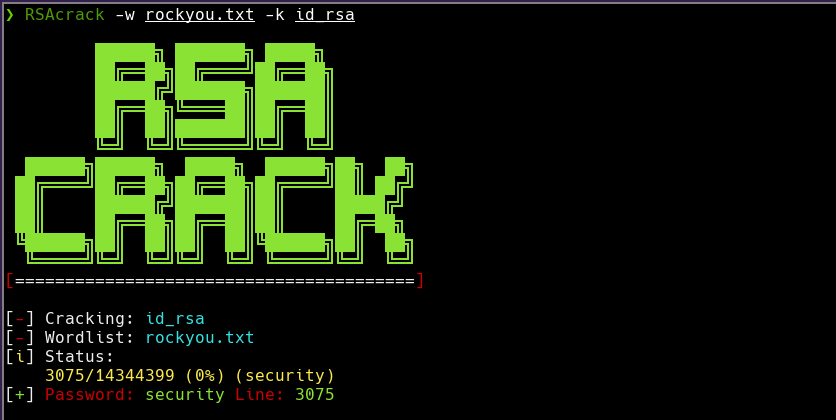 ❯ RSAcrack -w rockyou.txt -k id_rsa
RSA
CRACK
[========================================]
[-] Cracking: id_rsa
[-] Wordlist: rockyou.txt
[i] Status:
3075/14344399 (0%) (security)
[+] Password: security Line: 3075